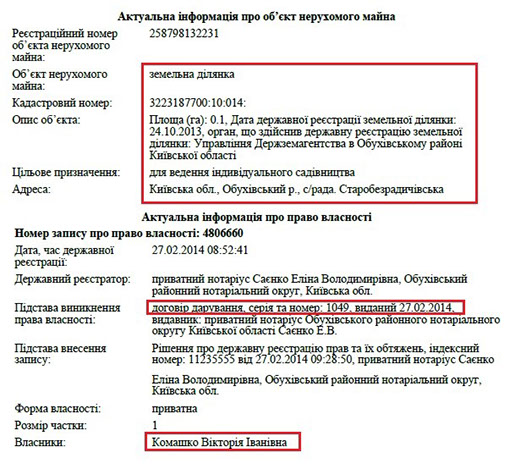 Актуальна інформація про об’єкт нерухомого майна
Реєстраційний номер об’єкта нерухомого майна: 258798132231
Об’єкт нерухомого майна: земельна ділянка
Кадастровий номер: 3223187700:10:014:
Опис об’єкта: Площа (га): 0.1, Дата державної реєстрації земельної ділянки:
24.10.2013, орган, що здійснив державну реєстрацію земельної
ділянки: Управління Держземагентства в Обухівському районі
Київської області
Цільове призначення: для ведення індивідуального садівництва
Адреса: Київська обл., Обухівський р., с/рада. Старобезрадичівська
Актуальна інформація про право власності
Номер запису про право власності: 4806660
Дата, час державної реєстрації: 27.02.2014 08:52:41
Державний реєстратор: приватний нотаріус Саєнко Еліна Володимирівна, Обухівський
районний нотаріальний округ, Київська обл.
Підстава виникнення права власності: договір дарування, серія та номер: 1049, виданий 27.02.2014,
видавник: приватний нотаріус Обухівського районного нотаріального
округу Київської області Саєнко Е.В.
Підстава внесення запису: Рішення про державну реєстрацію прав та їх обтяжень, індексний
номер: 11235555 від 27.02.2014 09:28:50, приватний нотаріус Саєнко
Еліна Володимирівна, Обухівський районний нотаріальний округ,
Київська обл.
Форма власності: приватна
Розмір частки: 1
Власники: Комашко Вікторія Іванівна